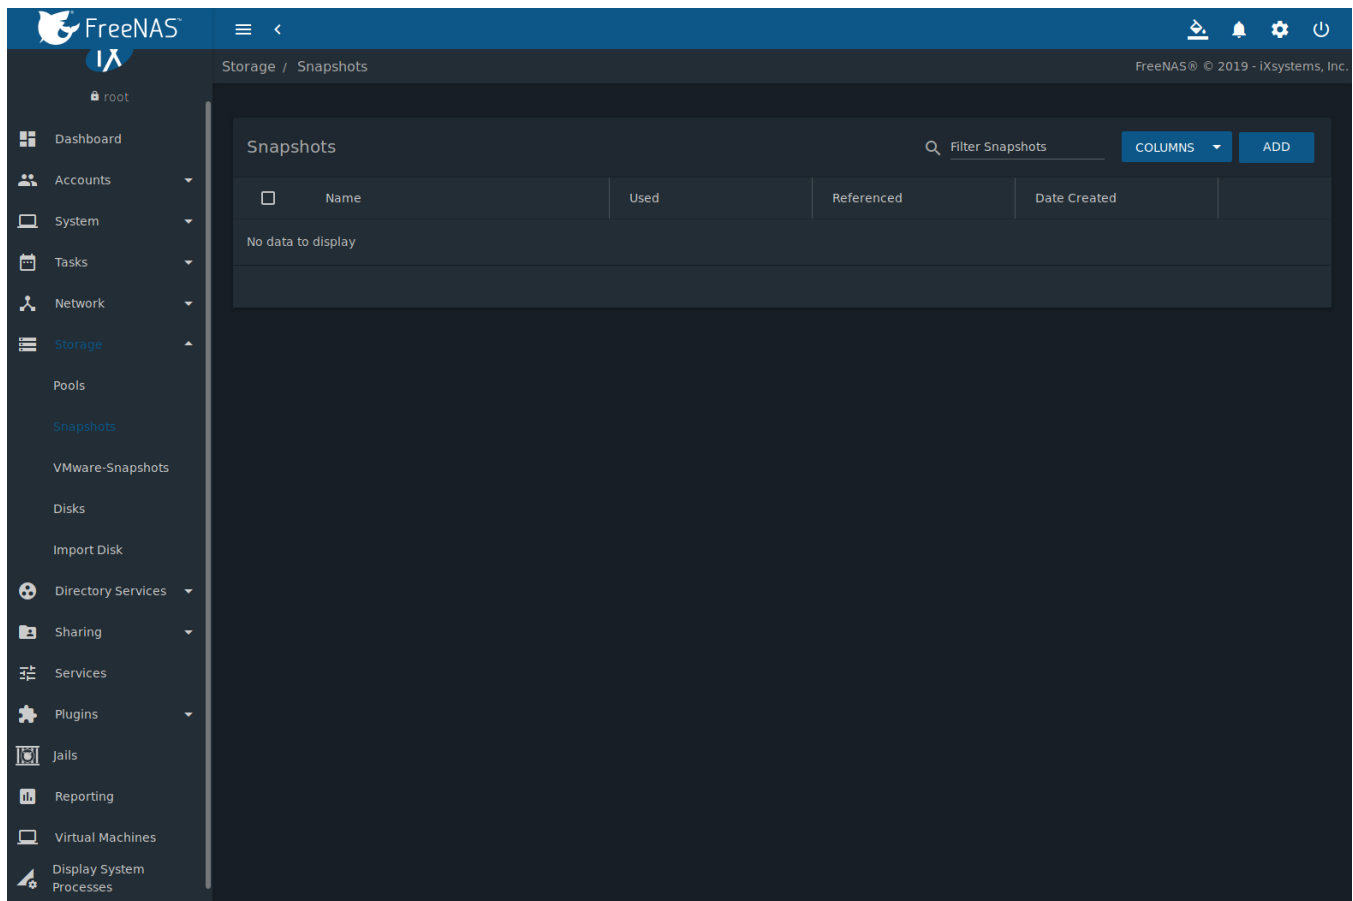 FreeNAS™
Storage / Snapshots
FreeNAS® © 2019 - iXsystems, Inc.
iX
root
Dashboard
Accounts
System
Tasks
Network
Storage
Pools
Snapshots
VMware-Snapshots
Disks
Import Disk
Directory Services
Sharing
Services
Plugins
Jails
Reporting
Virtual Machines
Display System
Processes
Snapshots
Filter Snapshots
COLUMNS
ADD
Name Used Referenced Date Created
No data to display